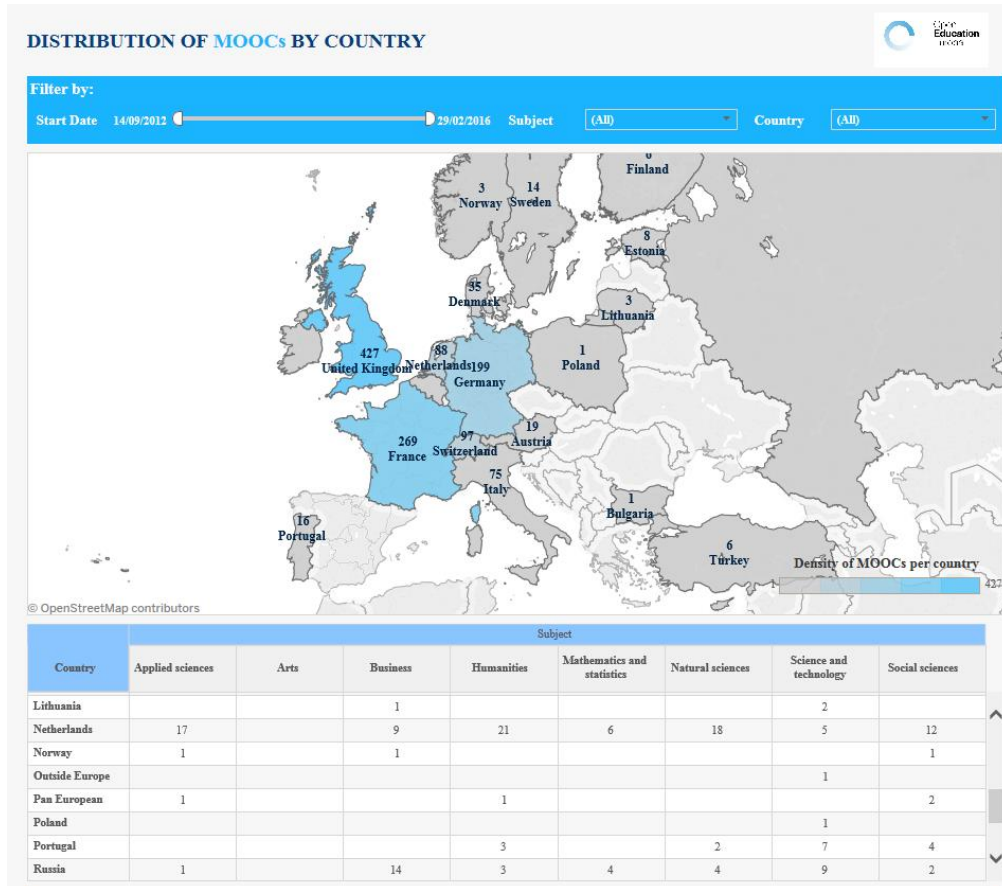 DISTRIBUTION OF MOOCs BY COUNTRY
Education
Filter by:
Start Date 14/09/2012 29/02/2016 Subject (All) Country (All)
6
Finland
3
Norway
14
Sweden
8
Estonia
35
Denmark
3
Lithuania
427
United Kingdom
88
Netherlands
199
Germany
1
Poland
269
France
97
Switzerland
19
Austria
75
Italy
1
Bulgaria
16
Portugal
6
Turkey
Density of MOOCs per country
1 427
© OpenStreetMap contributors
Subject
Country Applied sciences Arts Business Humanities Mathematics and statistics Natural sciences Science and technology Social sciences
Lithuania 1 2
Netherlands 17 9 21 6 18 5 12
Norway 1 1 1
Outside Europe 1
Pan European 1 1 2
Poland 1
Portugal 3 2 7 4
Russia 1 14 3 4 4 9 2